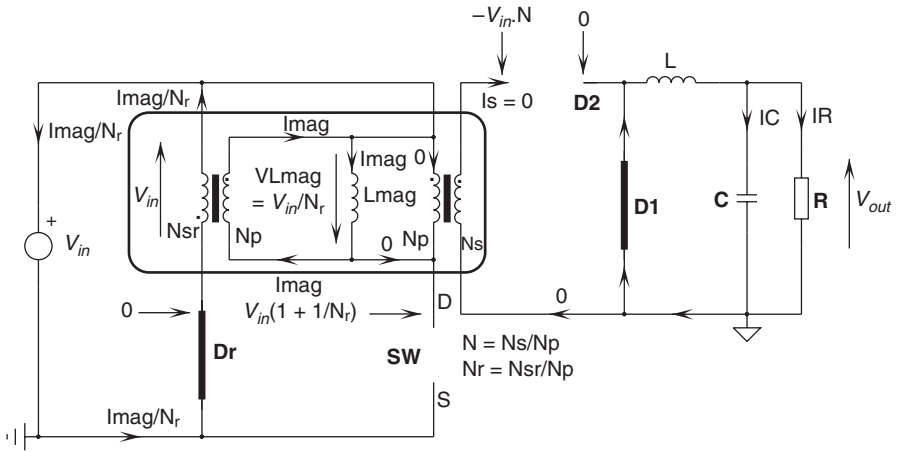 −Vin.N
0
L
Imag/Nr
Is = 0
D2
Imag/Nr
Imag
IC
IR
Imag
0
Vin
VLmag
= Vin/Nr
Lmag
D1
C
R
Vout
+
Vin
Nsr
Np
0
Np
Ns
Imag
0
Vin(1 + 1/Nr)
D
0
Dr
SW
N = Ns/Np
Nr = Nsr/Np
S
Imag/Nr